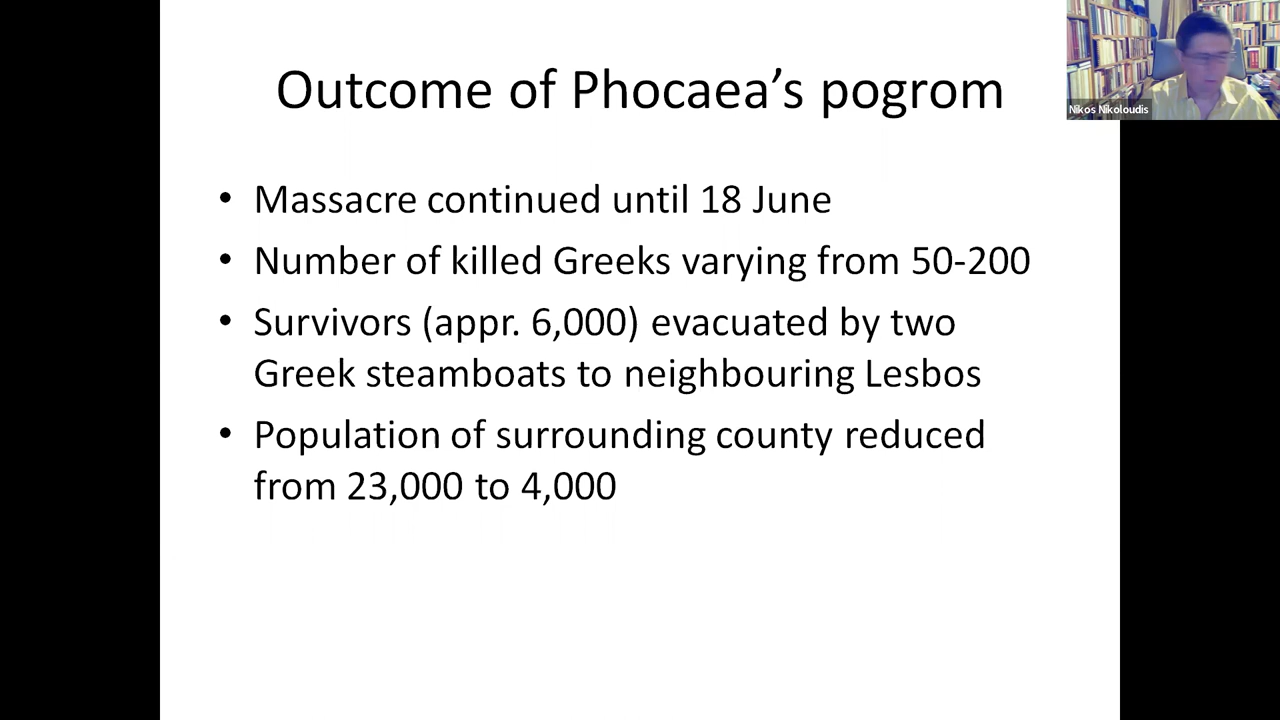 Outcome of Phocaea’s pogrom
Nikos Nikoloudis
• Massacre continued until 18 June
• Number of killed Greeks varying from 50-200
• Survivors (appr. 6,000) evacuated by two
Greek steamboats to neighbouring Lesbos
• Population of surrounding county reduced
from 23,000 to 4,000